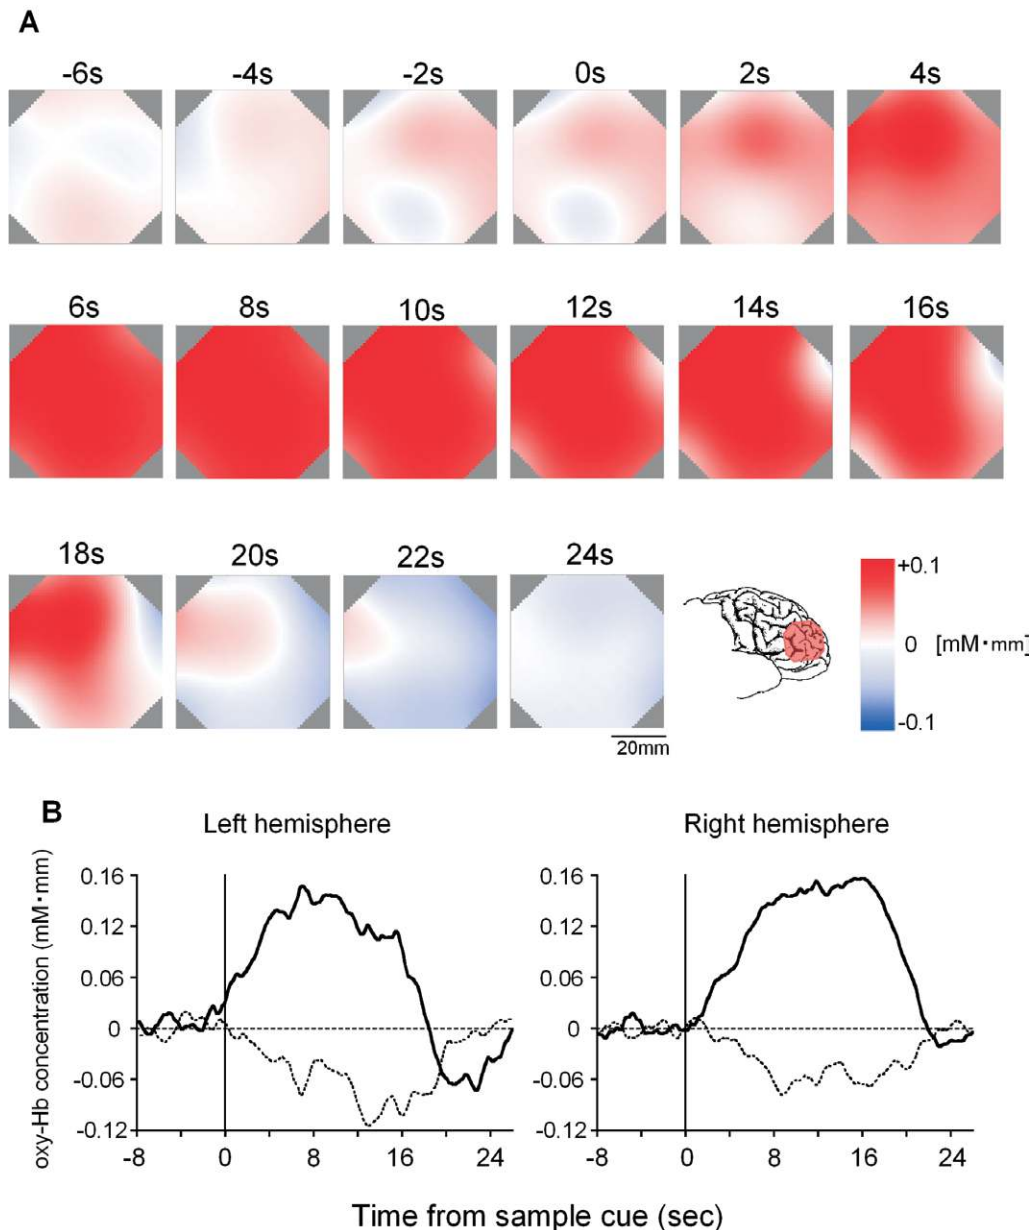 A
-6s -4s -2s 0s 2s 4s
6s 8s 10s 12s 14s 16s
18s 20s 22s 24s
+0.1
0 [mM·mm]
-0.1
20mm
B
Left hemisphere Right hemisphere
oxy-Hb concentration (mM·mm)
0.16 0.16
0.12 0.12
0.06 0.06
0 0
-0.06 -0.06
-0.12 -0.12
-8 0 8 16 24 -8 0 8 16 24
Time from sample cue (sec)